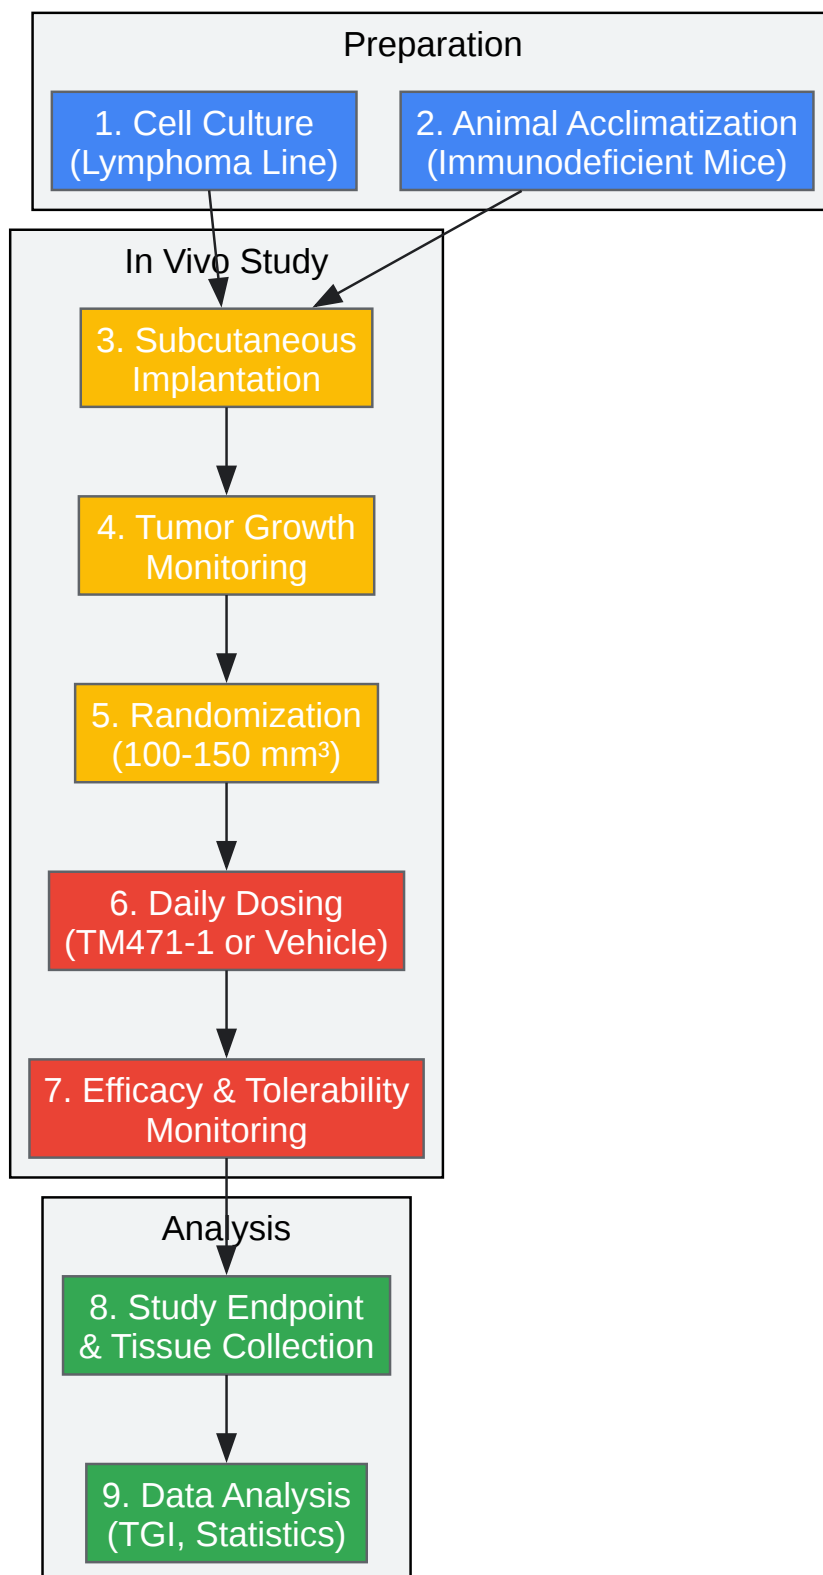 Preparation
1. Cell Culture
(Lymphoma Line)
2. Animal Acclimatization
(Immunodeficient Mice)
In Vivo Study
3. Subcutaneous
Implantation
4. Tumor Growth
Monitoring
5. Randomization
(100-150 mm³)
6. Daily Dosing
(TM471-1 or Vehicle)
7. Efficacy & Tolerability
Monitoring
Analysis
8. Study Endpoint
& Tissue Collection
9. Data Analysis
(TGI, Statistics)